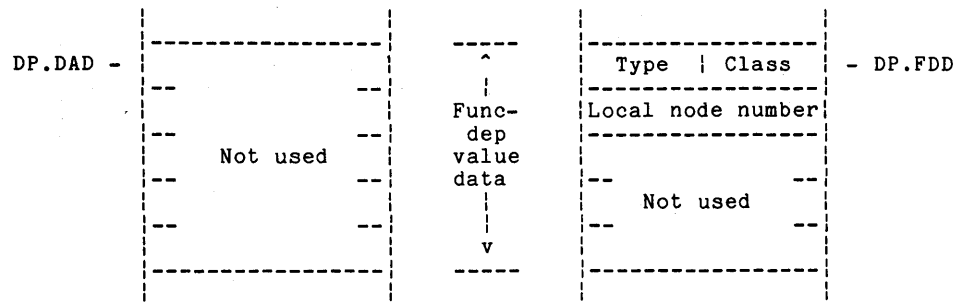 DP.DAD - Type | Class - DP.FDD
Func- Local node number
dep
Not used value
data
Not used
v